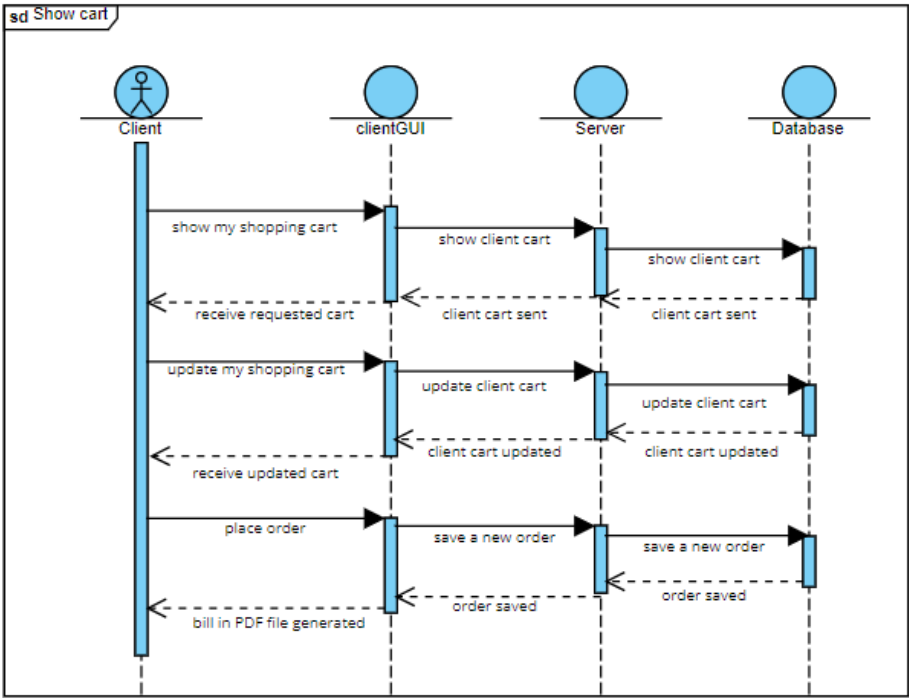 sd Show cart
Client
clientGUI
Server
Database
show my shopping cart
show client cart
show client cart
receive requested cart
client cart sent
client cart sent
update my shopping cart
update client cart
update client cart
receive updated cart
client cart updated
client cart updated
place order
save a new order
save a new order
bill in PDF file generated
order saved
order saved